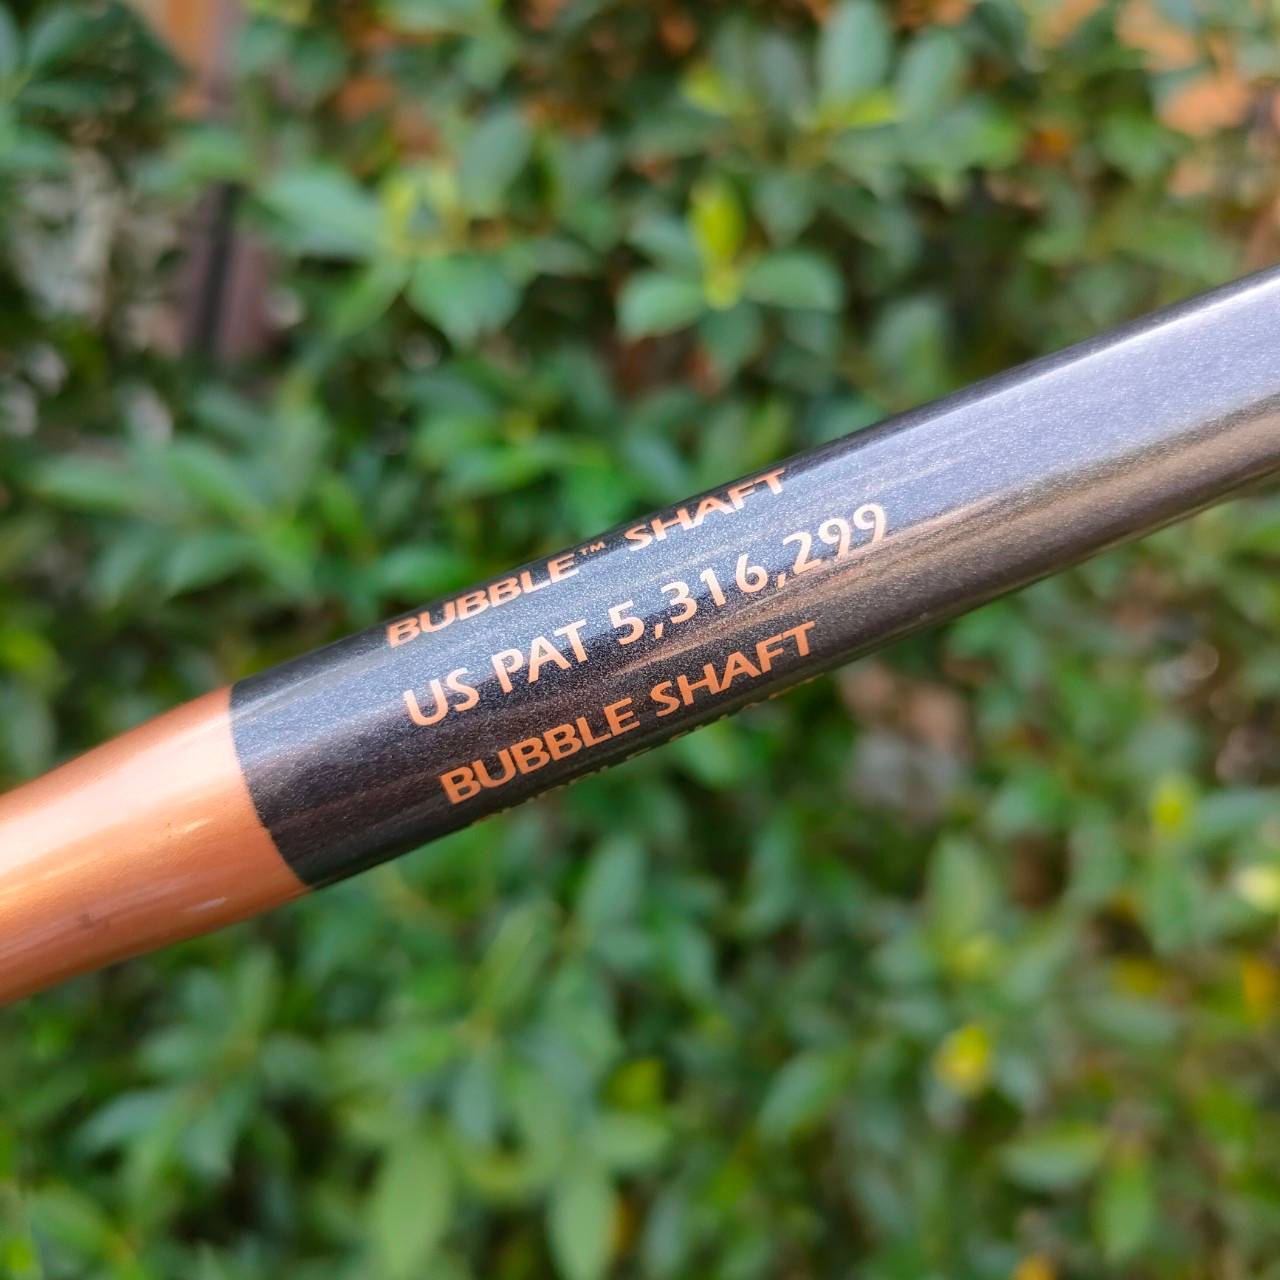 BUBBLE™ SHAFT
US PAT 5,316,299
BUBBLE SHAFT